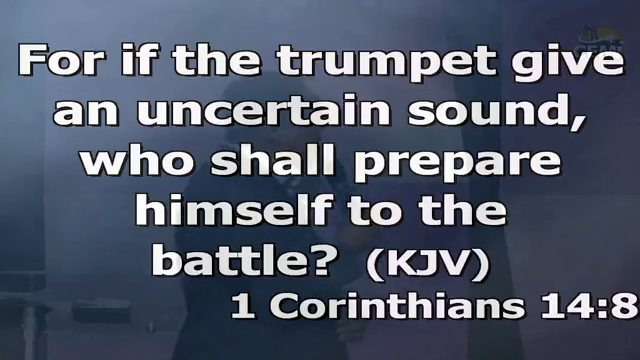 For if the trumpet give
an uncertain sound,
who shall prepare
himself to the
battle? (KJV)
1 Corinthians 14:8